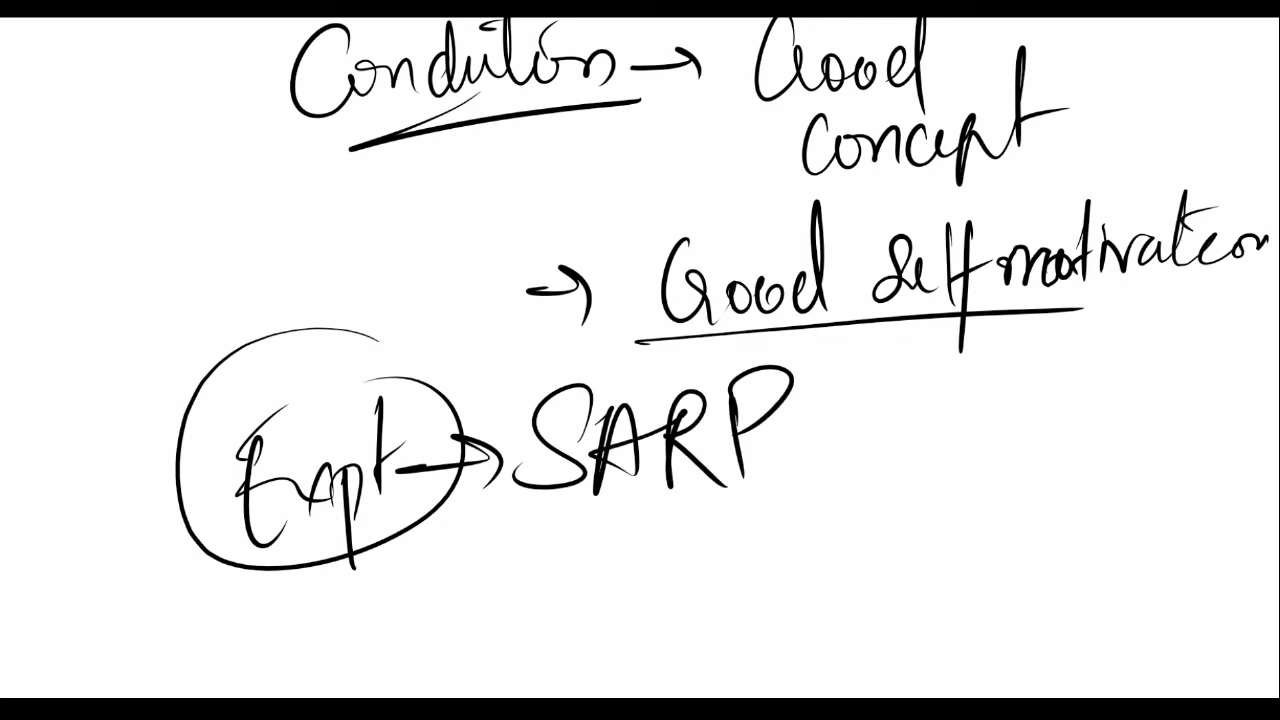 Condition → Good
concept
→ Good self motivation
Expt → SARP